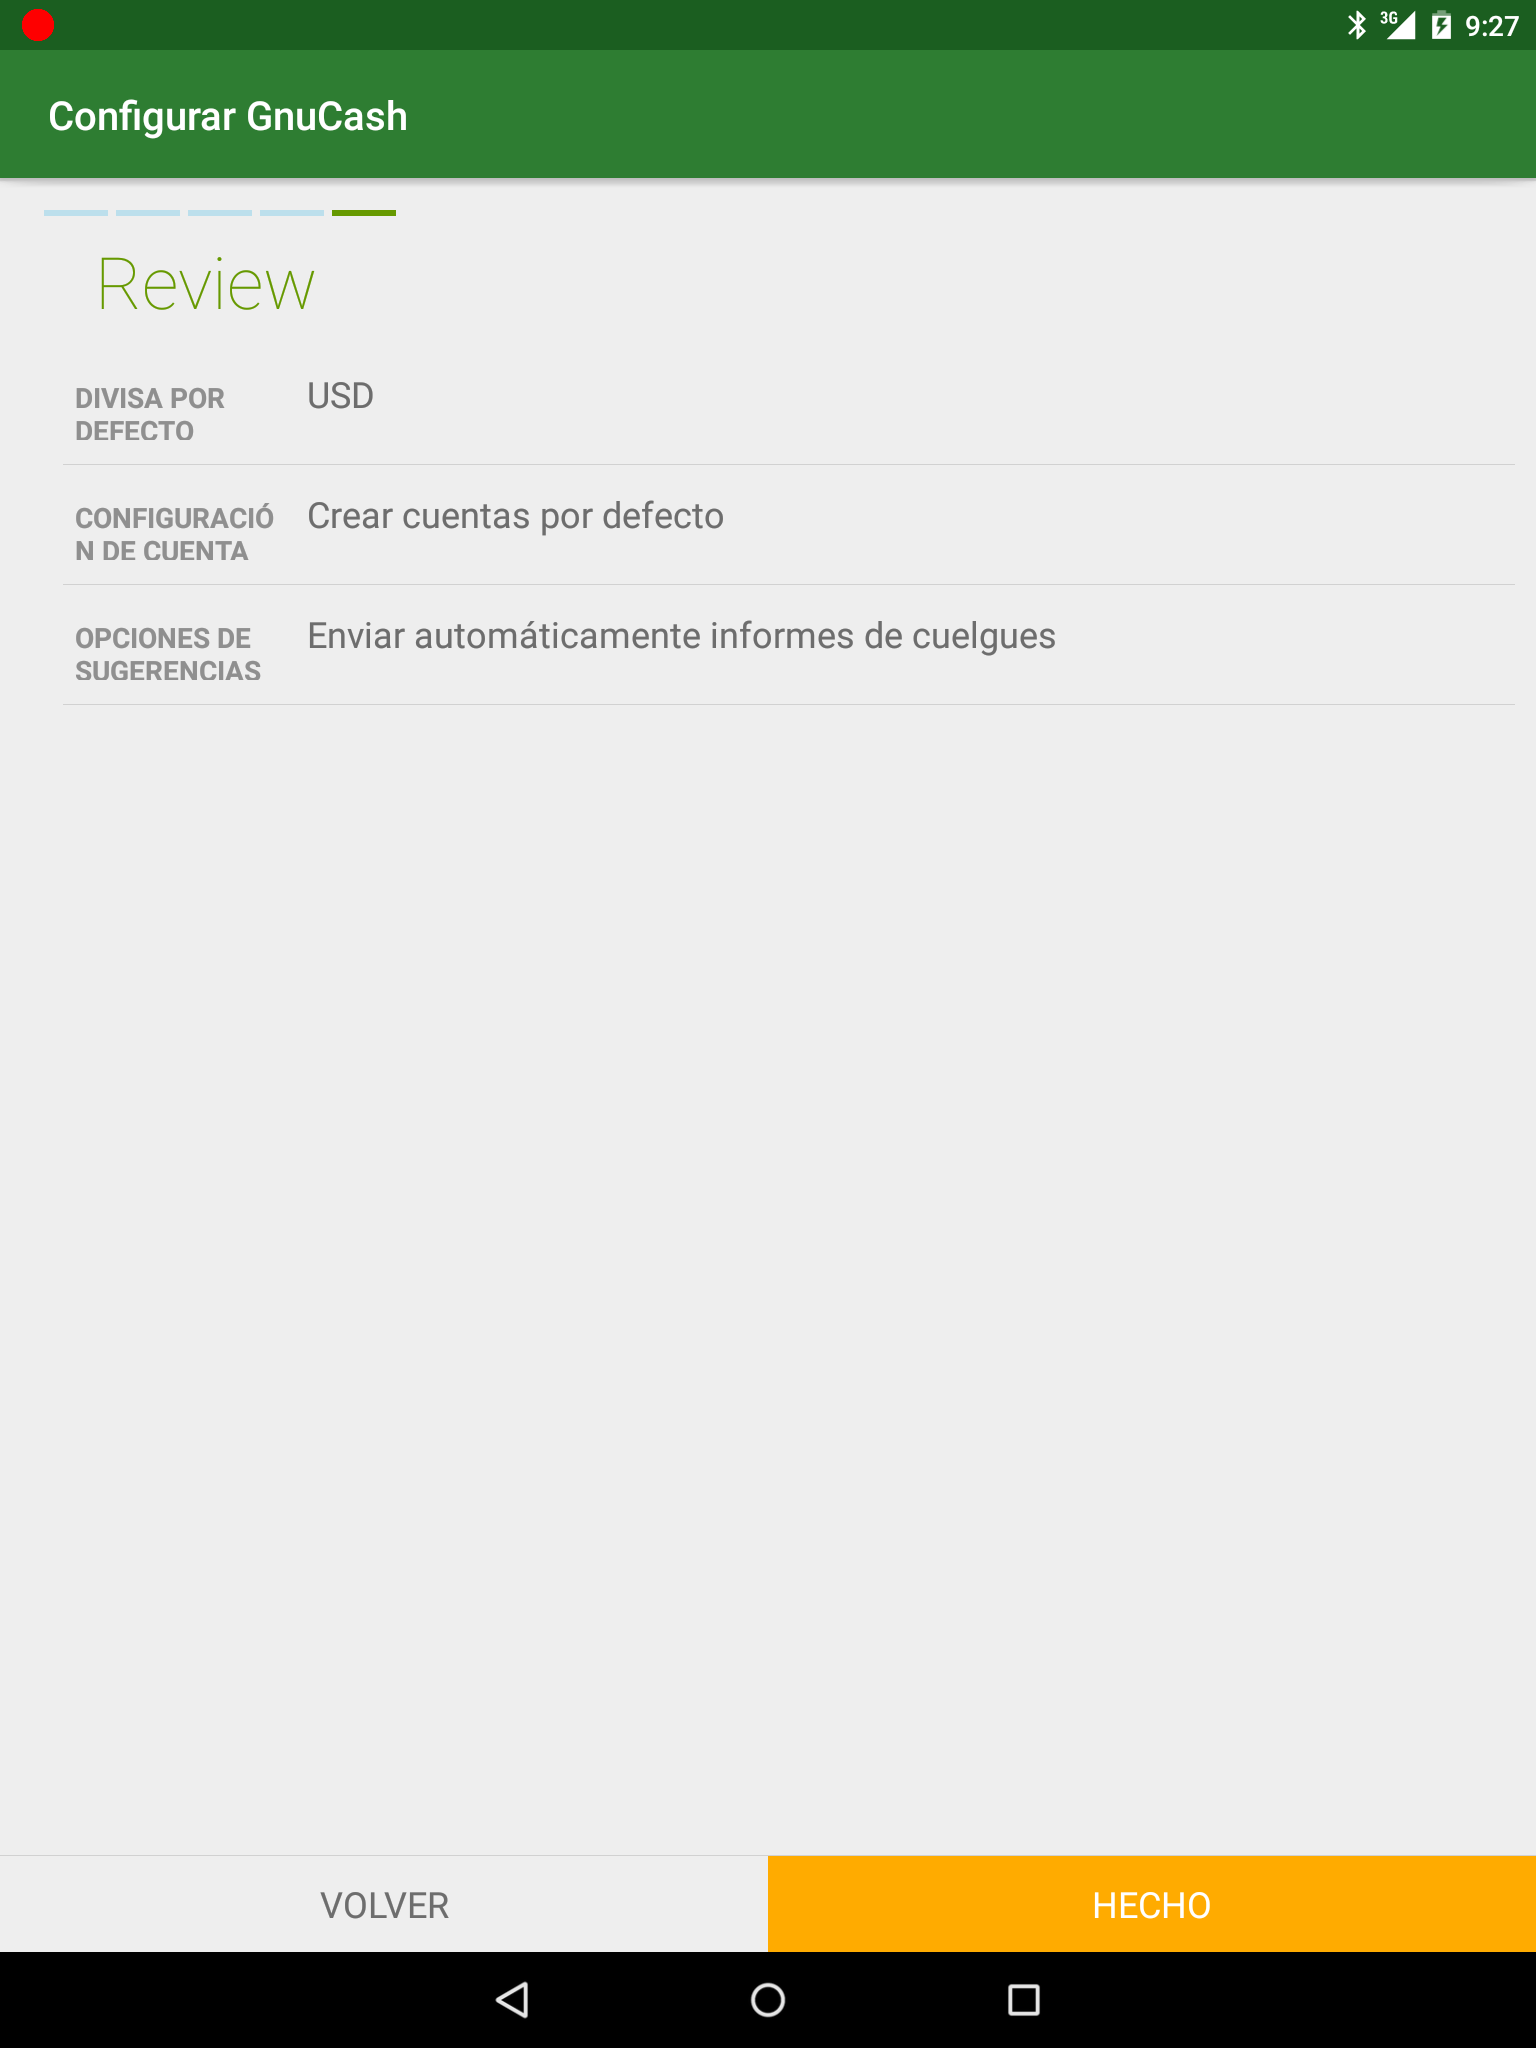 3G 9:27
Configurar GnuCash
Review
DIVISA POR
DEFECTO
USD
CONFIGURACIÓ
N DE CUENTA
Crear cuentas por defecto
OPCIONES DE
SUGERENCIAS
Enviar automáticamente informes de cuelgues
VOLVER
HECHO